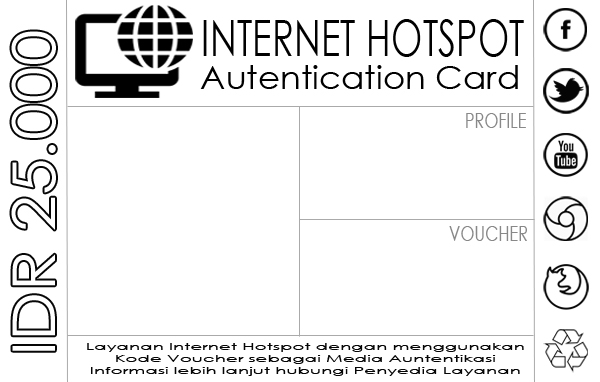 IDR 25.000
INTERNET HOTSPOT
Autentication Card
PROFILE
VOUCHER
Layanan Internet Hotspot dengan menggunakan
Kode Voucher sebagai Media Auntentikasi
Informasi lebih lanjut hubungi Penyedia Layanan
f
You
Tube